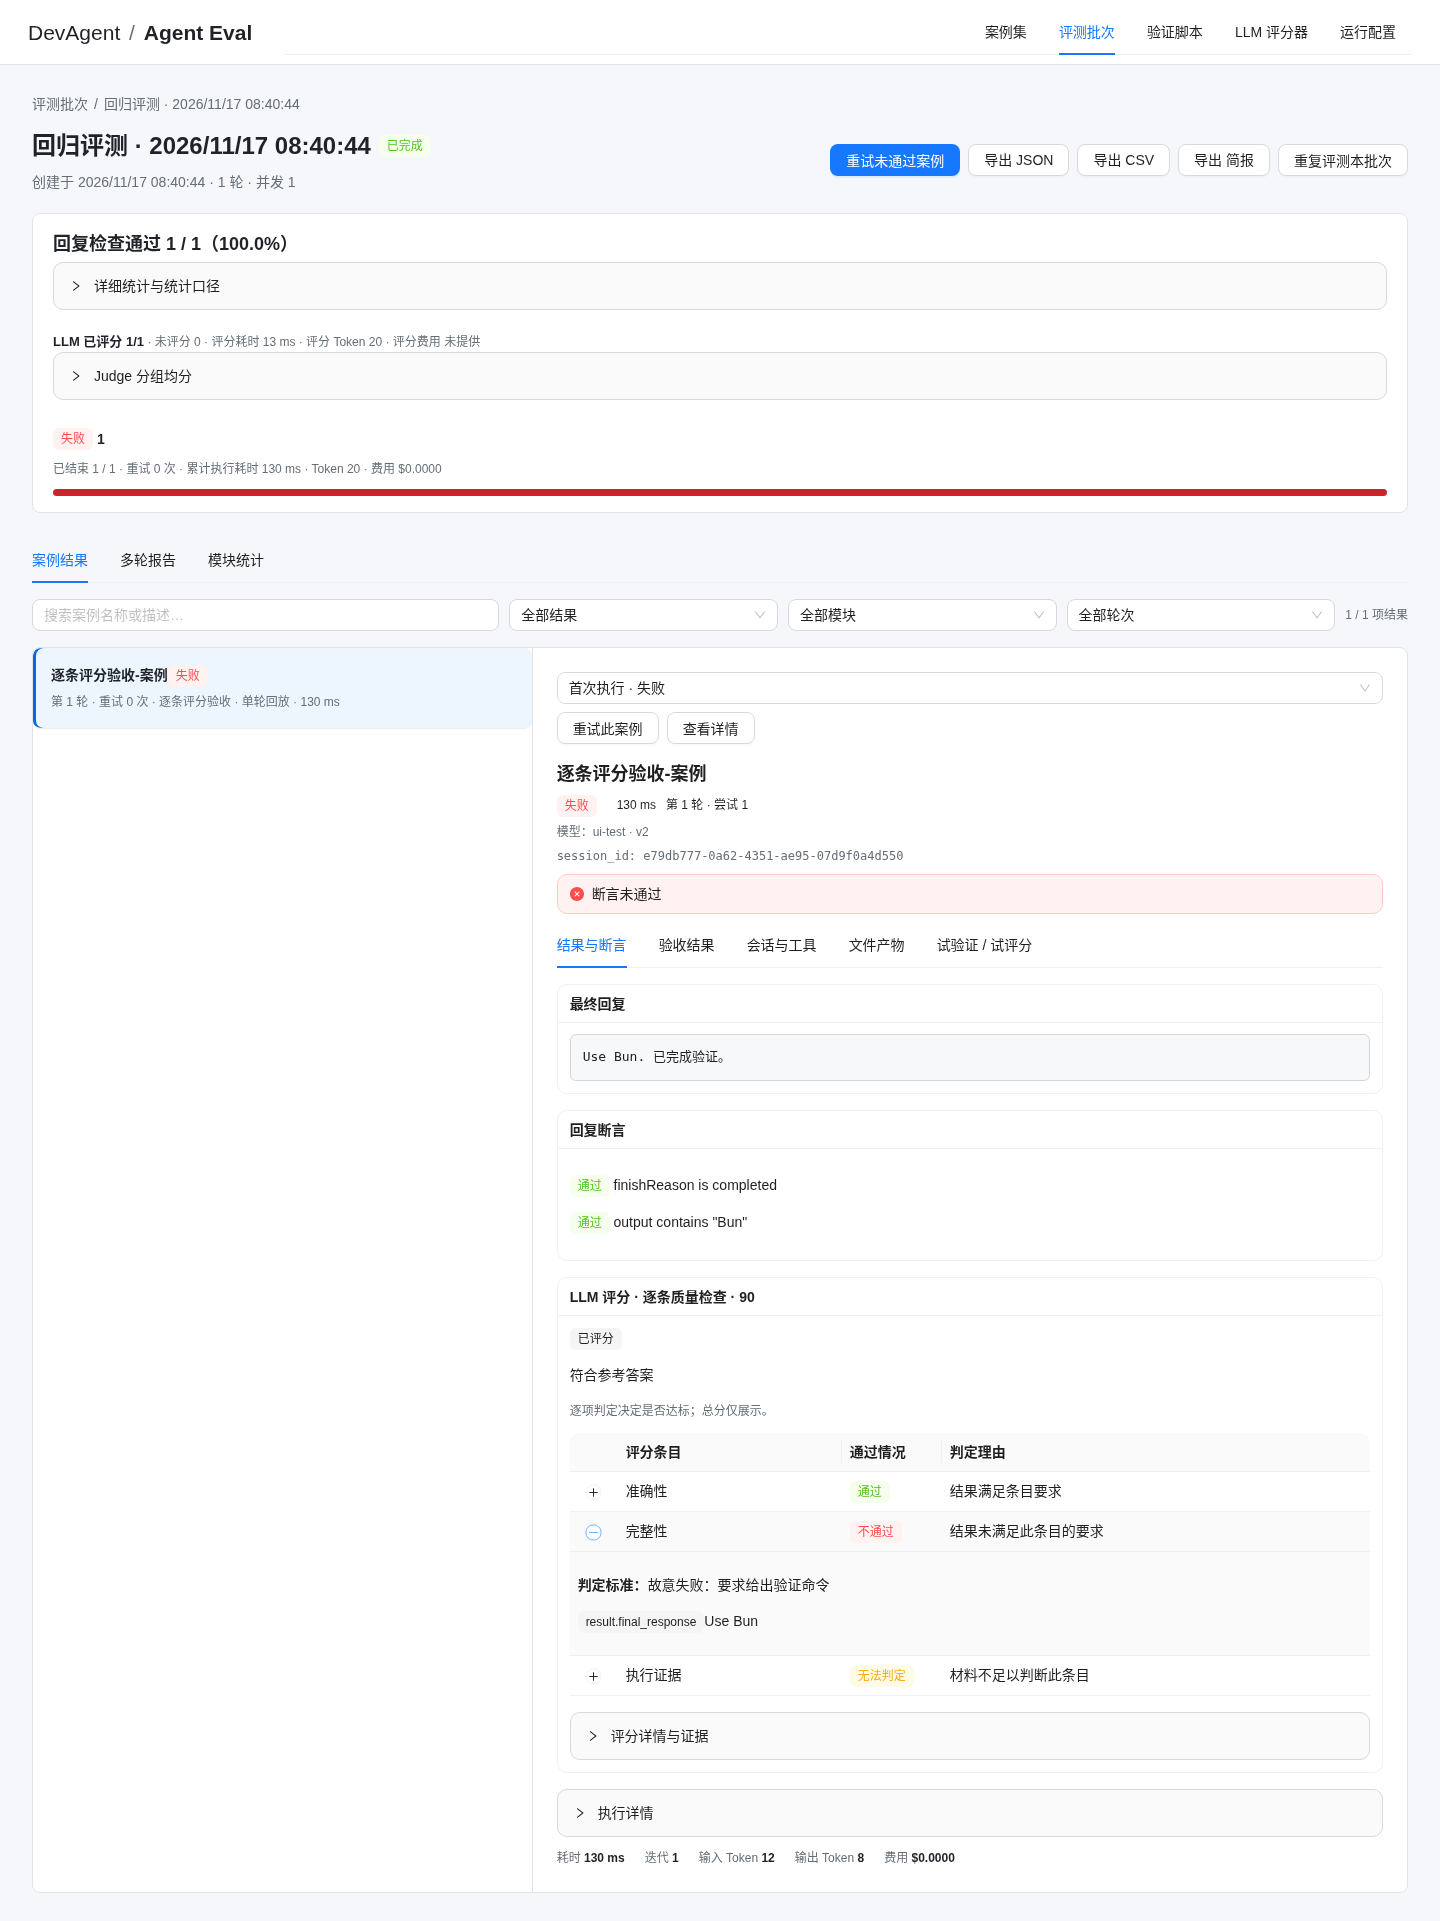 DevAgent / Agent Eval
案例集 评测批次 验证脚本 LLM 评分器 运行配置
评测批次 / 回归评测 · 2026/11/17 08:40:44
回归评测 · 2026/11/17 08:40:44 已完成
创建于 2026/11/17 08:40:44 · 1 轮 · 并发 1
重试未通过案例 导出 JSON 导出 CSV 导出 简报 重复评测本批次
回复检查通过 1 / 1（100.0%）
详细统计与统计口径
LLM 已评分 1/1 · 未评分 0 · 评分耗时 13 ms · 评分 Token 20 · 评分费用 未提供
Judge 分组均分
失败 1
已结束 1 / 1 · 重试 0 次 · 累计执行耗时 130 ms · Token 20 · 费用 $0.0000
案例结果 多轮报告 模块统计
搜索案例名称或描述… 全部结果 全部模块 全部轮次 1 / 1 项结果
逐条评分验收-案例 失败
第 1 轮 · 重试 0 次 · 逐条评分验收 · 单轮回放 · 130 ms
首次执行 · 失败
重试此案例 查看详情
逐条评分验收-案例
失败 130 ms 第 1 轮 · 尝试 1
模型：ui-test · v2
session_id: e79db777-0a62-4351-ae95-07d9f0a4d550
断言未通过
结果与断言 验收结果 会话与工具 文件产物 试验证 / 试评分
最终回复
Use Bun. 已完成验证。
回复断言
通过 finishReason is completed
通过 output contains "Bun"
LLM 评分 · 逐条质量检查 · 90
已评分
符合参考答案
逐项判定决定是否达标；总分仅展示。
评分条目 通过情况 判定理由
准确性 通过 结果满足条目要求
完整性 不通过 结果未满足此条目的要求
判定标准：故意失败：要求给出验证命令
result.final_response Use Bun
执行证据 无法判定 材料不足以判断此条目
评分详情与证据
执行详情
耗时 130 ms 迭代 1 输入 Token 12 输出 Token 8 费用 $0.0000